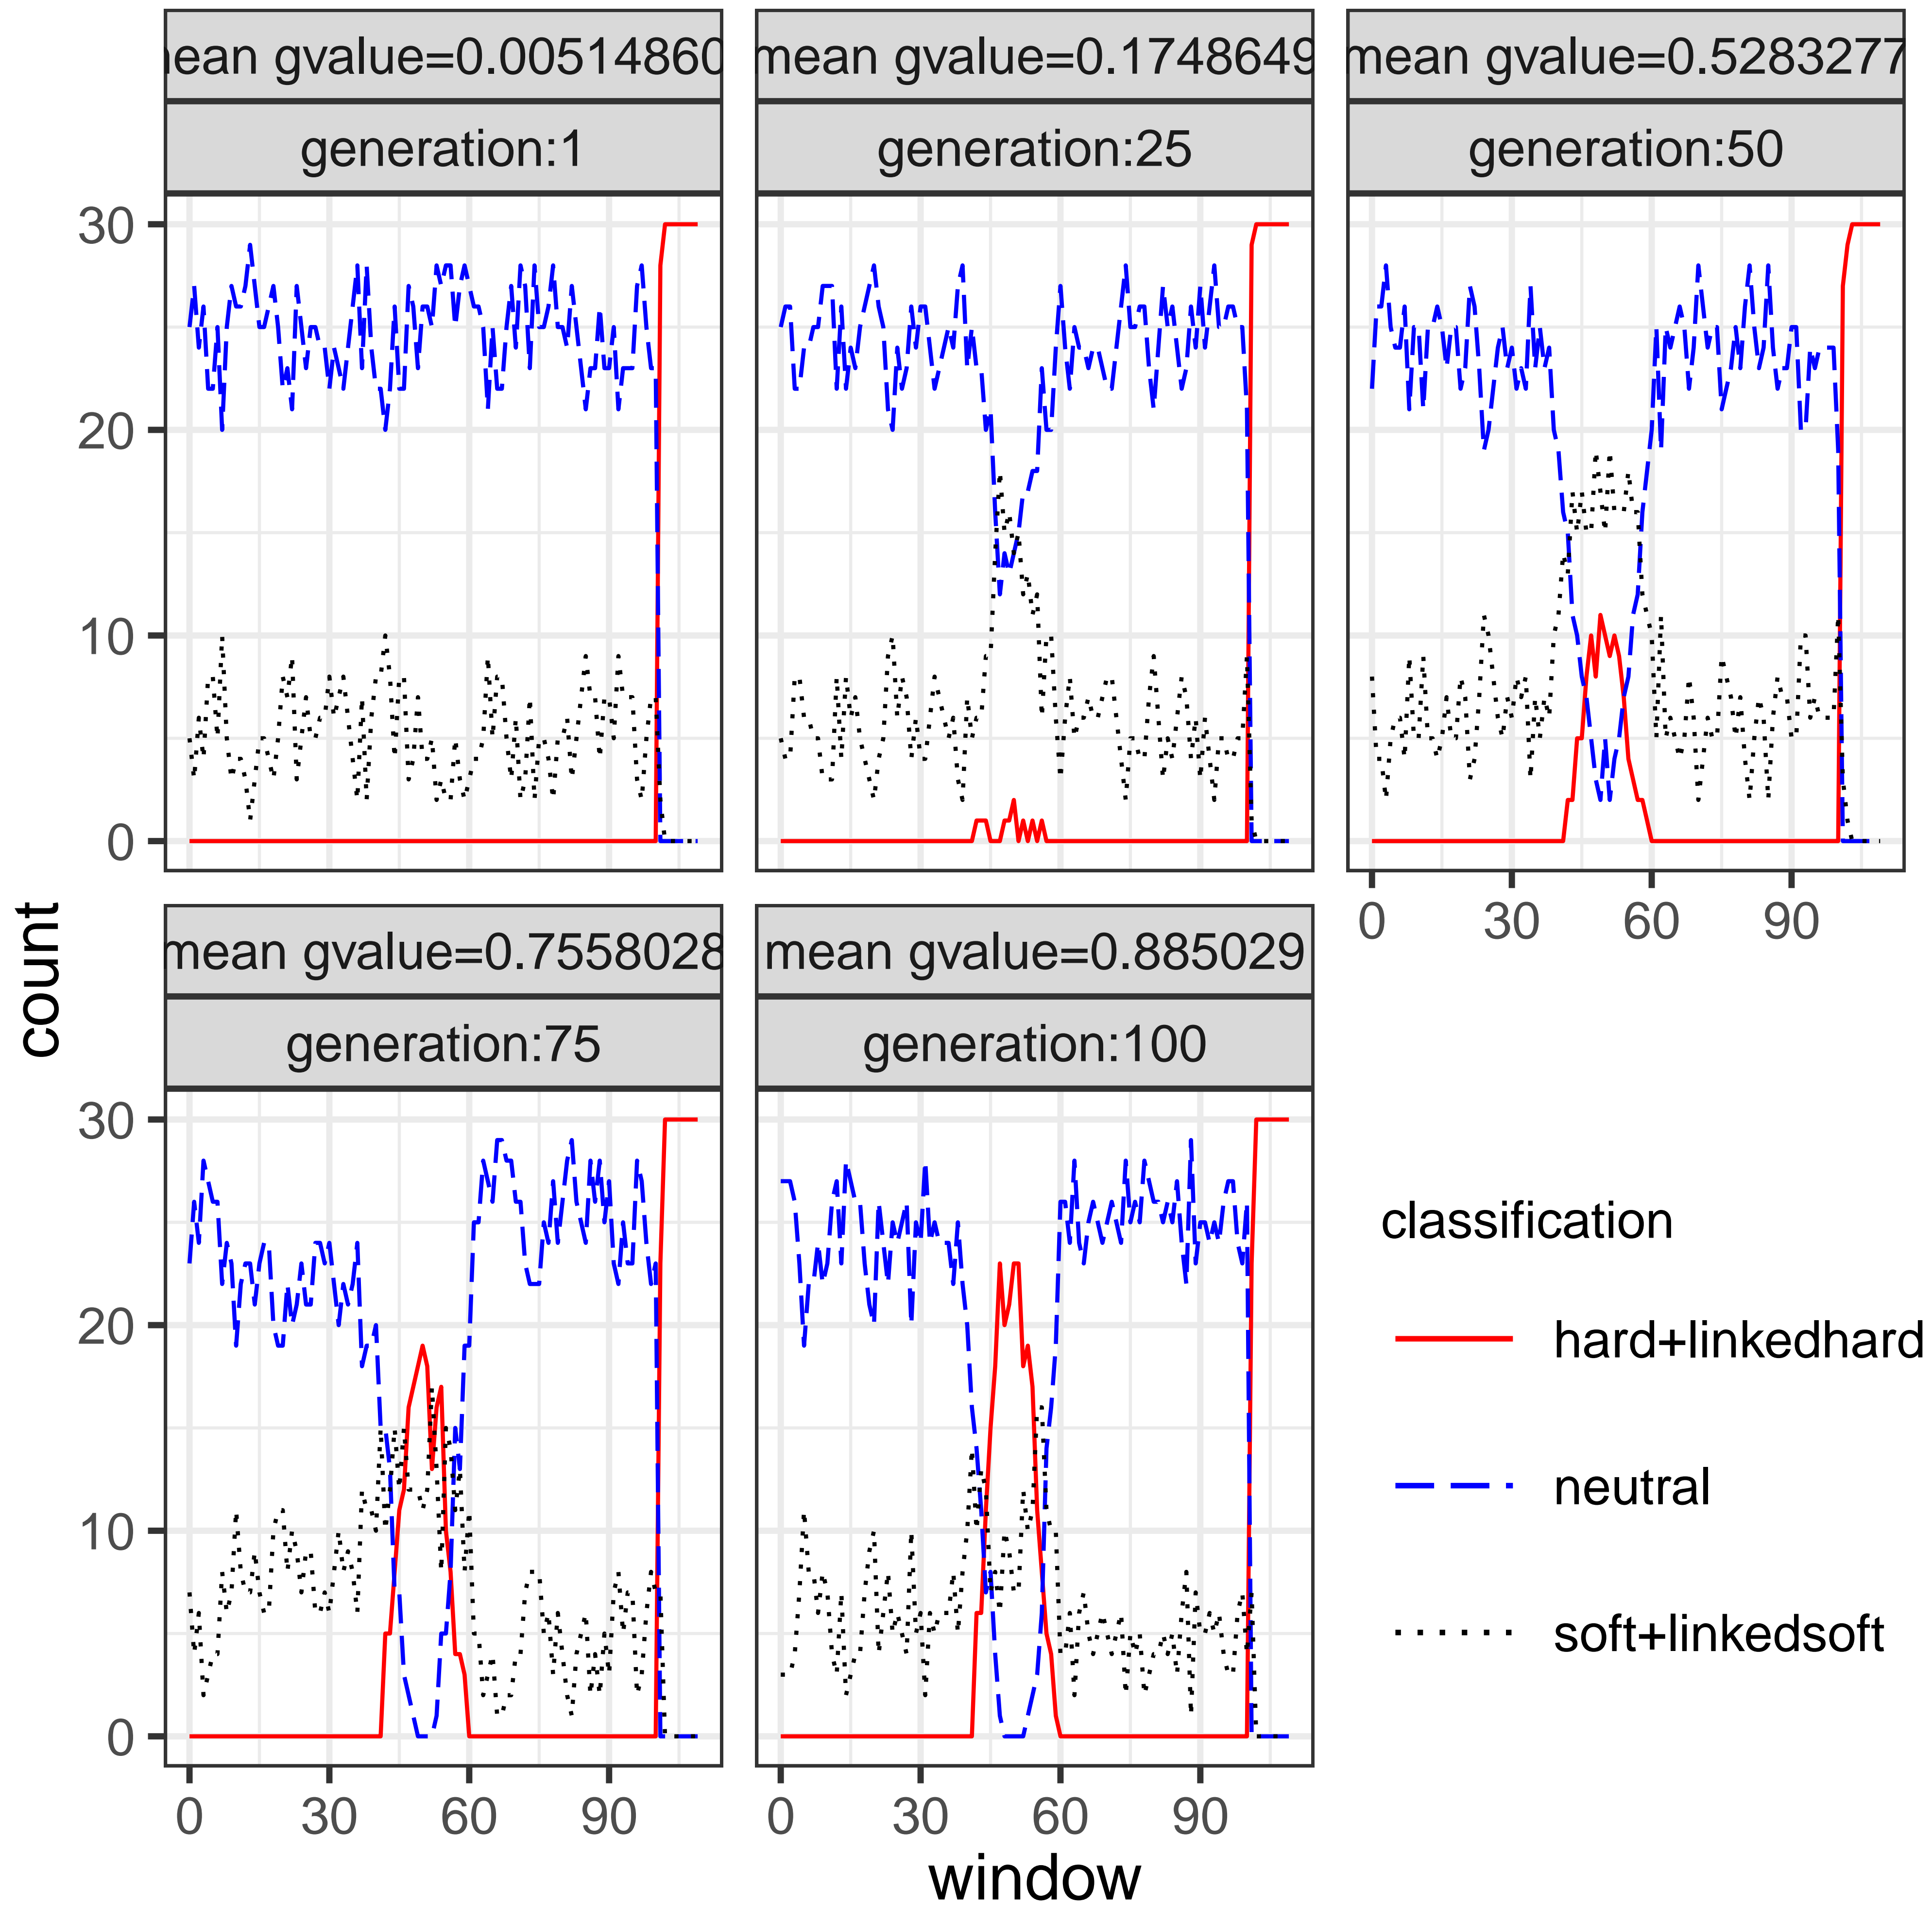 mean gvalue=0.00514860
generation:1
mean gvalue=0.1748649
generation:25
mean gvalue=0.5283277
generation:50
30
20
10
0
0 30 60 90
count
mean gvalue=0.7558028
generation:75
mean gvalue=0.885029
generation:100
30
20
10
0
0 30 60 90
0 30 60 90
window
classification
hard+linkedhard
neutral
soft+linkedsoft